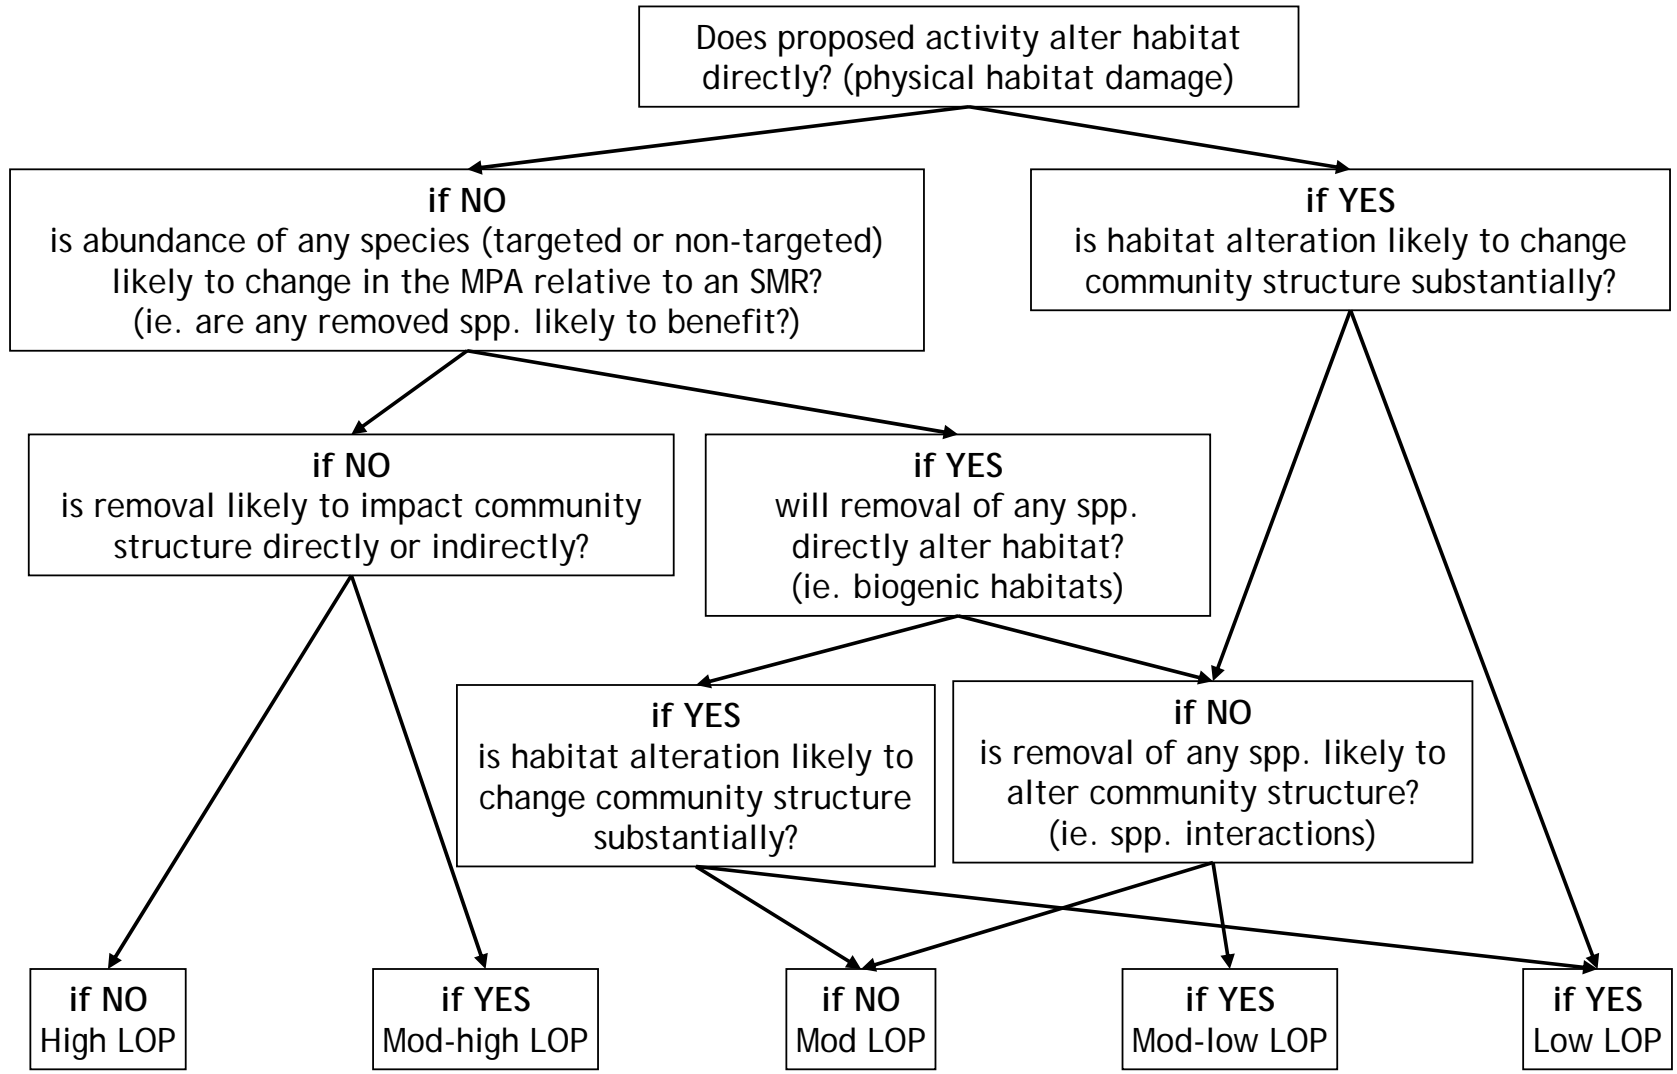 Does proposed activity alter habitat
directly? (physical habitat damage)
if NO
is abundance of any species (targeted or non-targeted)
likely to change in the MPA relative to an SMR?
(ie. are any removed spp. likely to benefit?)
if YES
is habitat alteration likely to change
community structure substantially?
if NO
is removal likely to impact community
structure directly or indirectly?
if YES
will removal of any spp.
directly alter habitat?
(ie. biogenic habitats)
if YES
is habitat alteration likely to
change community structure
substantially?
if NO
is removal of any spp. likely to
alter community structure?
(ie. spp. interactions)
if NO
High LOP
if YES
Mod-high LOP
if NO
Mod LOP
if YES
Mod-low LOP
if YES
Low LOP